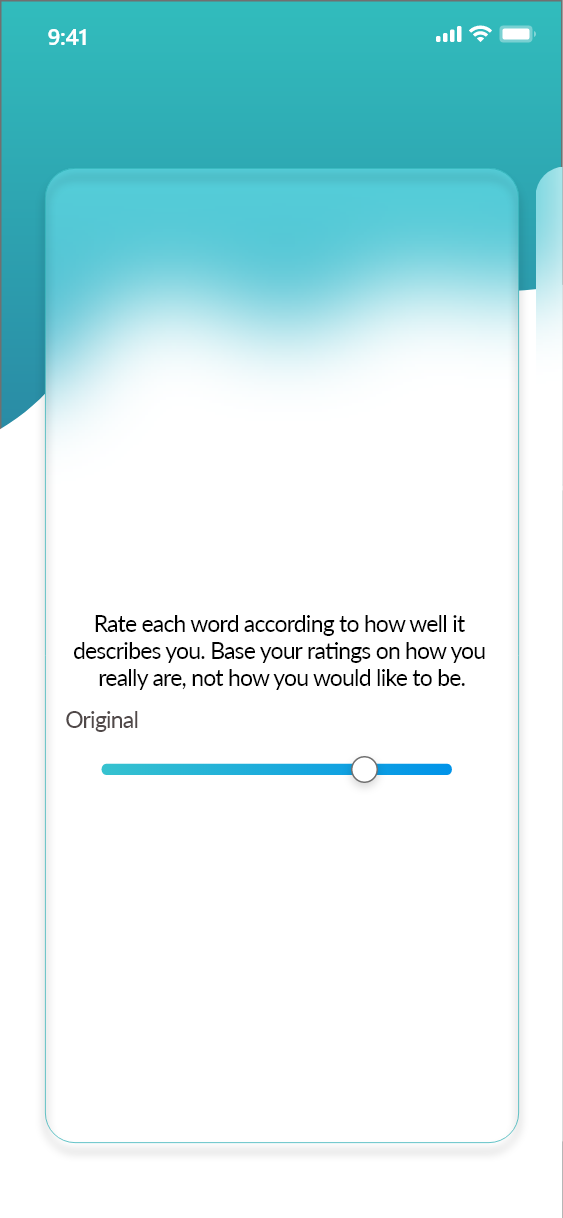 9:41
Rate each word according to how well it
describes you. Base your ratings on how you
really are, not how you would like to be.
Original